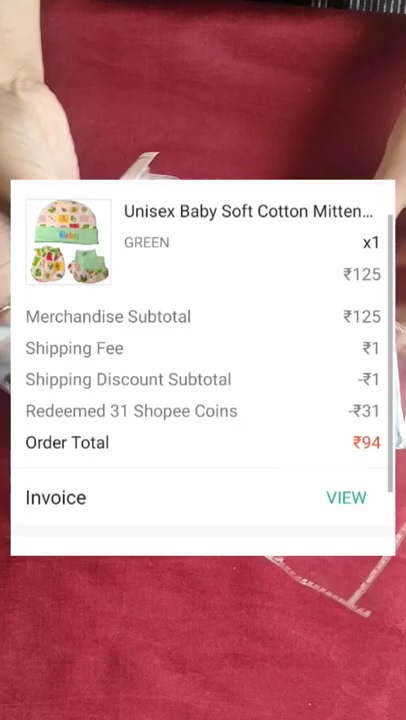 Unisex Baby Soft Cotton Mitten...
GREEN x1
₹125
Merchandise Subtotal ₹125
Shipping Fee ₹1
Shipping Discount Subtotal -₹1
Redeemed 31 Shopee Coins -₹31
Order Total ₹94
Invoice VIEW